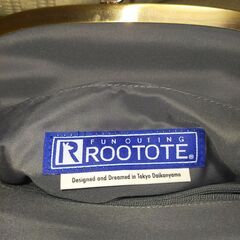 FUN OUTING
R ROOTOTE®
Designed and Dreamed in Tokyo Daikanyama